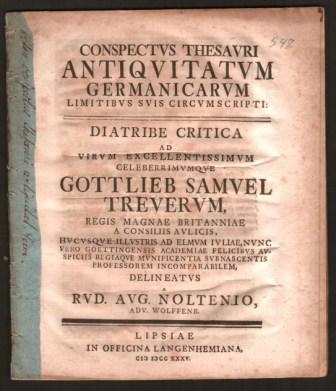 548
CONSPECTVS THESAVRI
ANTIQVITATVM
GERMANICARVM
LIMITIBVS SVIS CIRCVMSCRIPTI:
DIATRIBE CRITICA
AD
VIRVM EXCELLENTISSIMVM
CELEBERRIMVMQVE
GOTTLIEB SAMVEL
TREVERVM,
REGIS MAGNAE BRITANNIAE
A CONSILIIS AVLICIS,
HVCVSQVE ILLVSTRIS AD ELMVM IVLIAE, NVNC
VERO GOETTINGENSIS ACADEMIAE FELICIBVS AV-
SPICIIS REGIAQVE MVNIFICENTIA SVBNASCENTIS
PROFESSOREM INCOMPARABILEM,
DELINEATVS
A
RVD. AVG. NOLTENIO,
ADV. WOLFFENB.
LIPSIAE
IN OFFICINA LANGENHEMIANA,
CIƆ IƆCC XXXV.